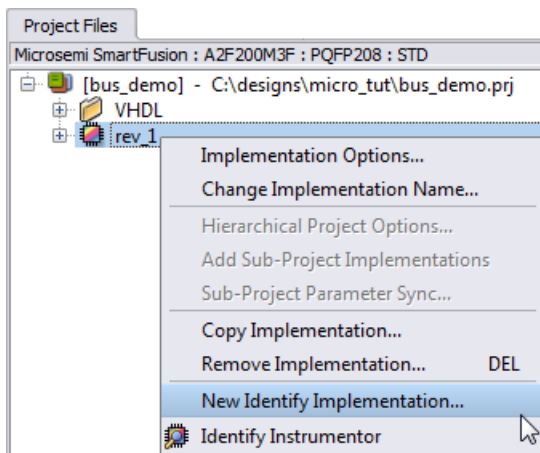 Project Files
Microsemi SmartFusion : A2F200M3F : PQFP208 : STD
[bus_demo] - C:\designs\micro_tut\bus_demo.prj
VHDL
rev_1
Implementation Options...
Change Implementation Name...
Hierarchical Project Options...
Add Sub-Project Implementations
Sub-Project Parameter Sync...
Copy Implementation...
Remove Implementation... DEL
New Identify Implementation...
Identify Instrumentor